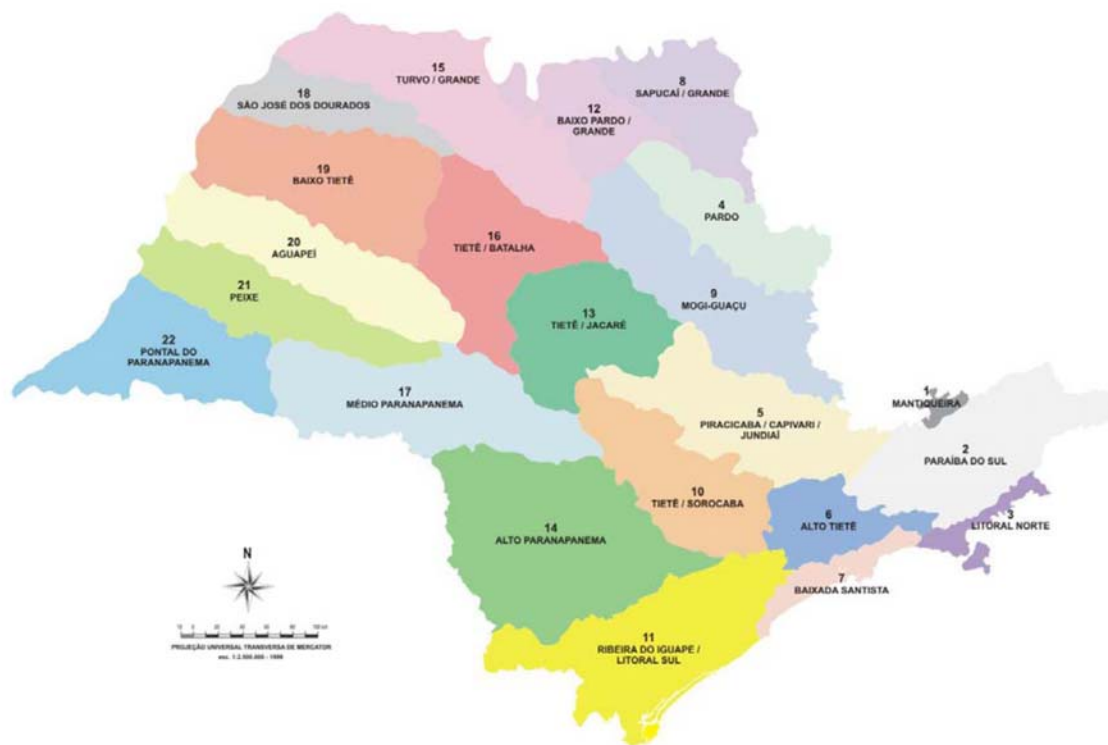 15
TURVO / GRANDE
8
SAPUCAÍ / GRANDE
18
SÃO JOSÉ DOS DOURADOS
12
BAIXO PARDO /
GRANDE
19
BAIXO TIETÊ
4
PARDO
16
TIETÊ / BATALHA
20
AGUAPEÍ
21
PEIXE
9
MOGI-GUAÇU
13
TIETÊ / JACARÉ
22
PONTAL DO
PARANAPANEMA
17
MÉDIO PARANAPANEMA
1
MANTIQUEIRA
5
PIRACICABA / CAPIVARI /
JUNDIAÍ
2
PARAÍBA DO SUL
10
TIETÊ / SOROCABA
6
ALTO TIETÊ
3
LITORAL NORTE
14
ALTO PARANAPANEMA
7
BAIXADA SANTISTA
11
RIBEIRA DO IGUAPE /
LITORAL SUL
N
PROJEÇÃO UNIVERSAL TRANSVERSA DE MERCATOR